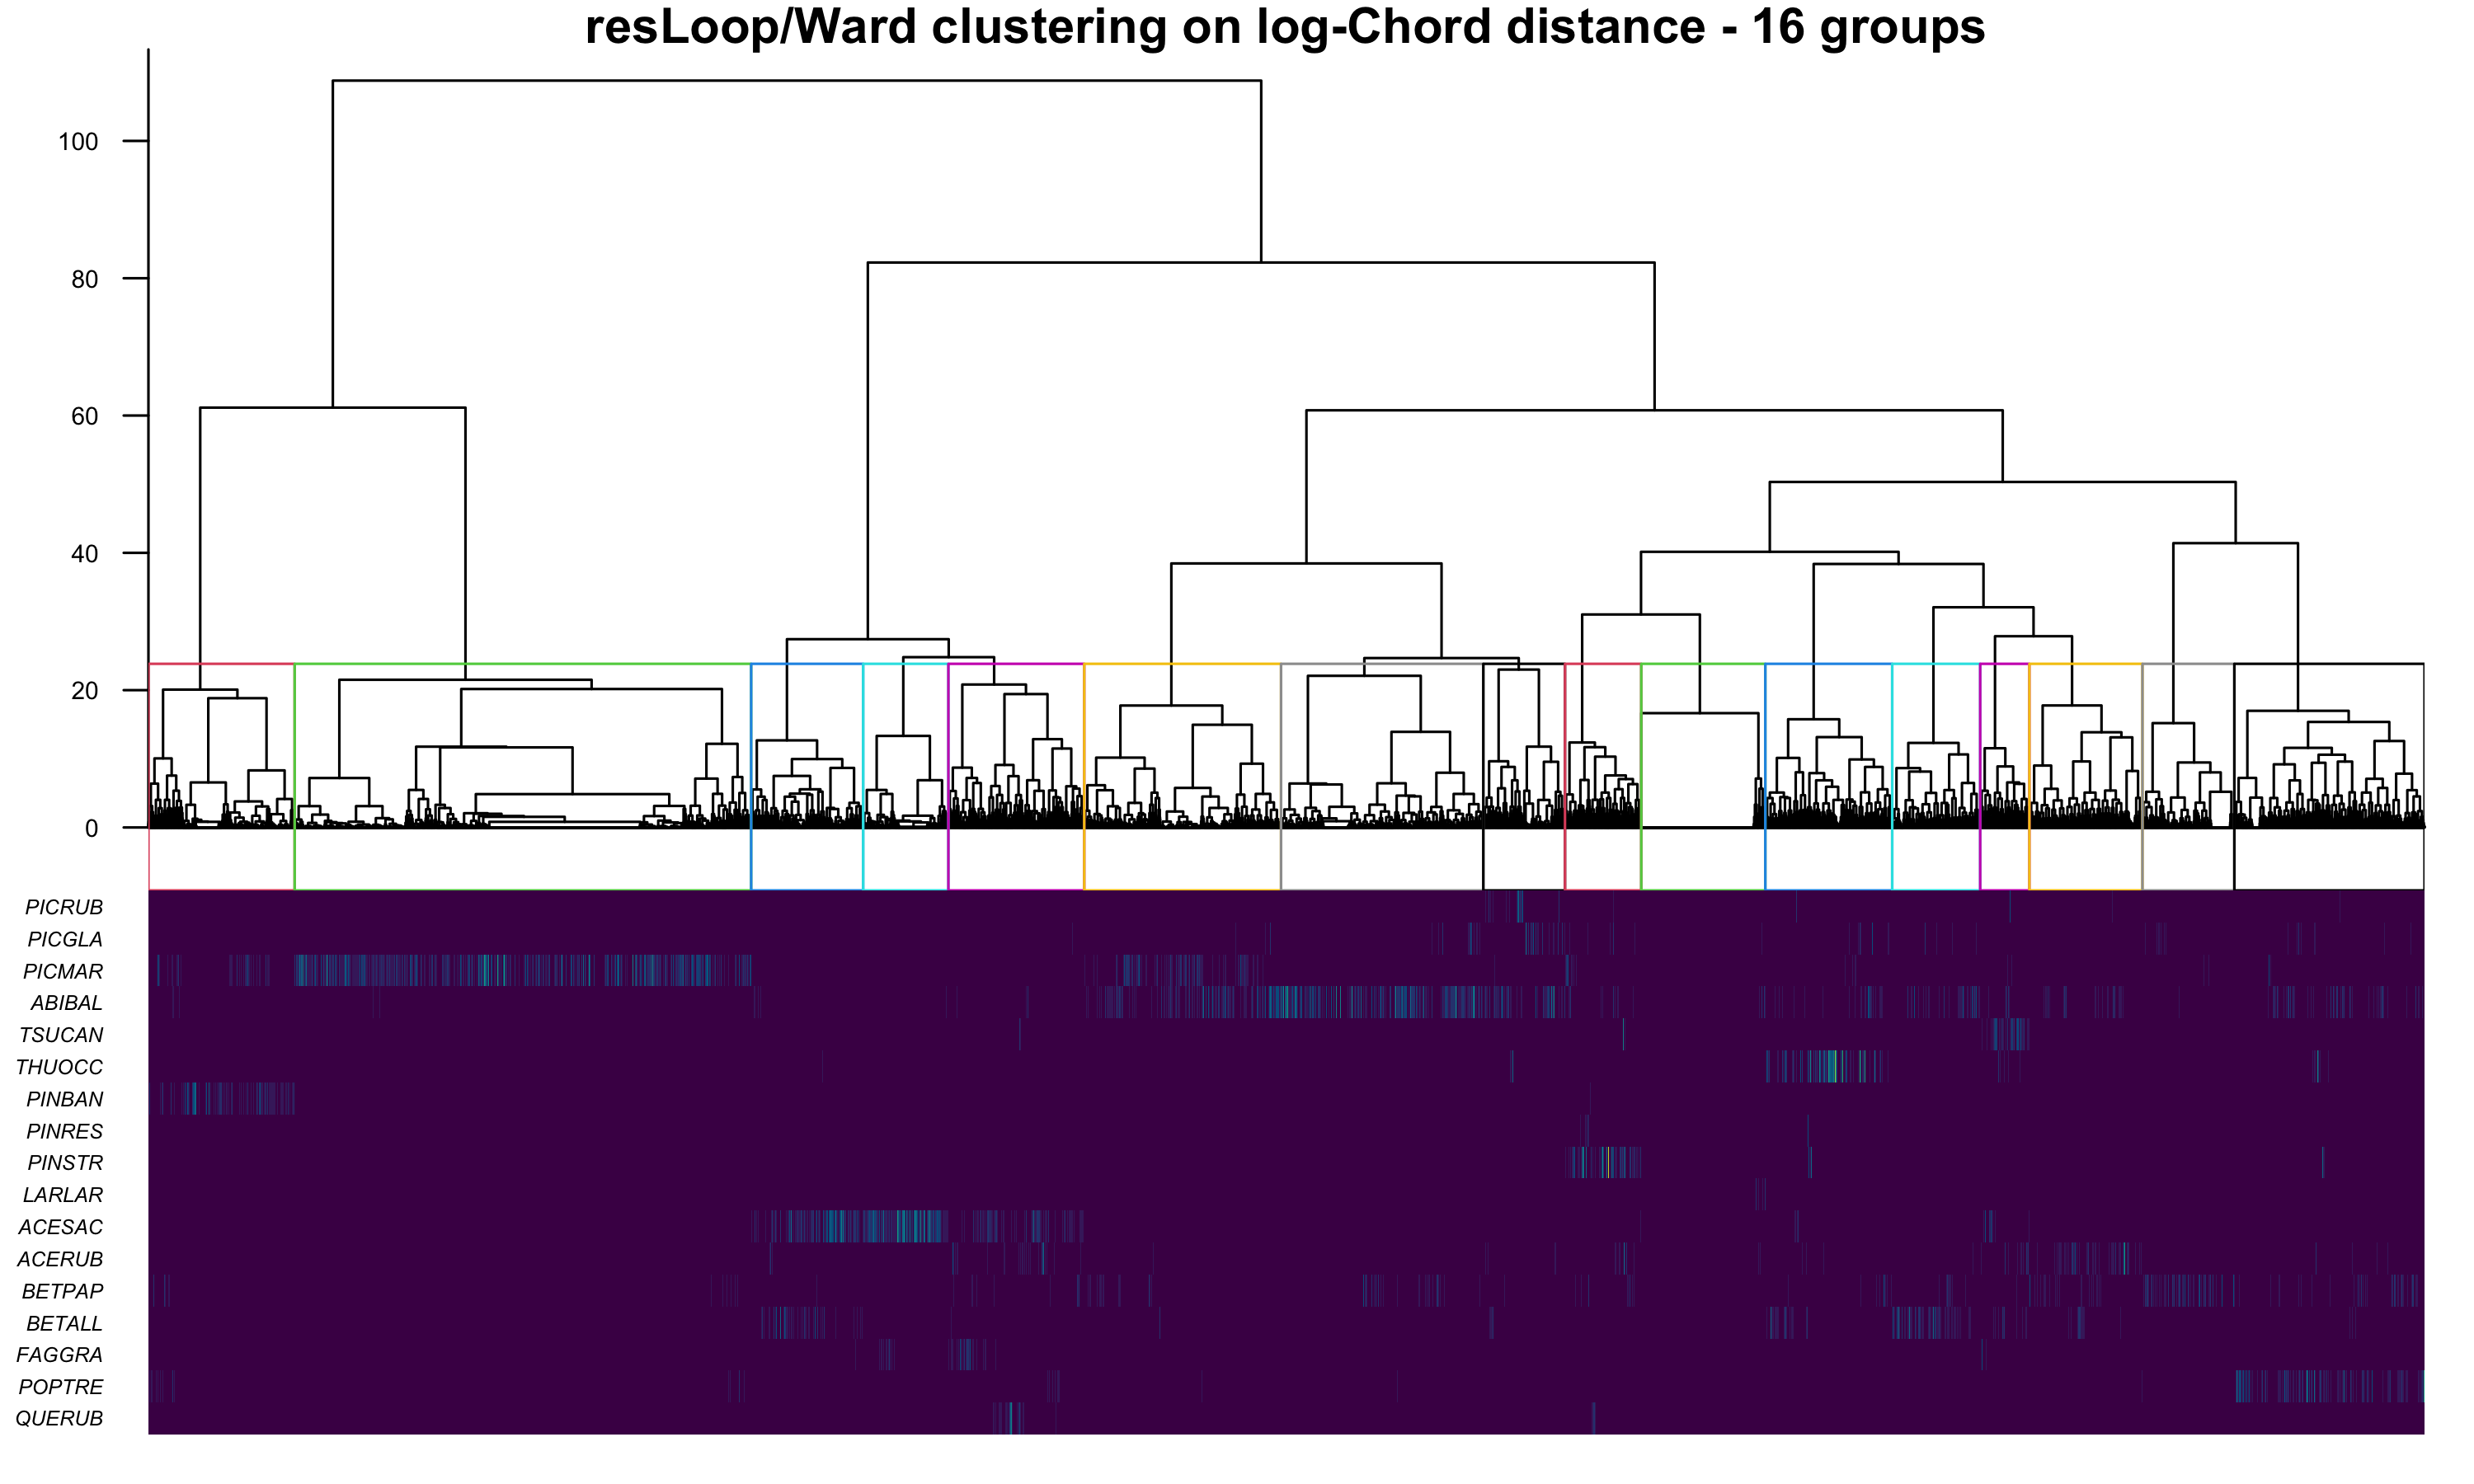 resLoop/Ward clustering on log-Chord distance - 16 groups
100
80
60
40
20
0
PICRUB
PICGLA
PICMAR
ABIBAL
TSUCAN
THUOCC
PINBAN
PINRES
PINSTR
LARLAR
ACESAC
ACERUB
BETPAP
BETALL
FAGGRA
POPTRE
QUERUB